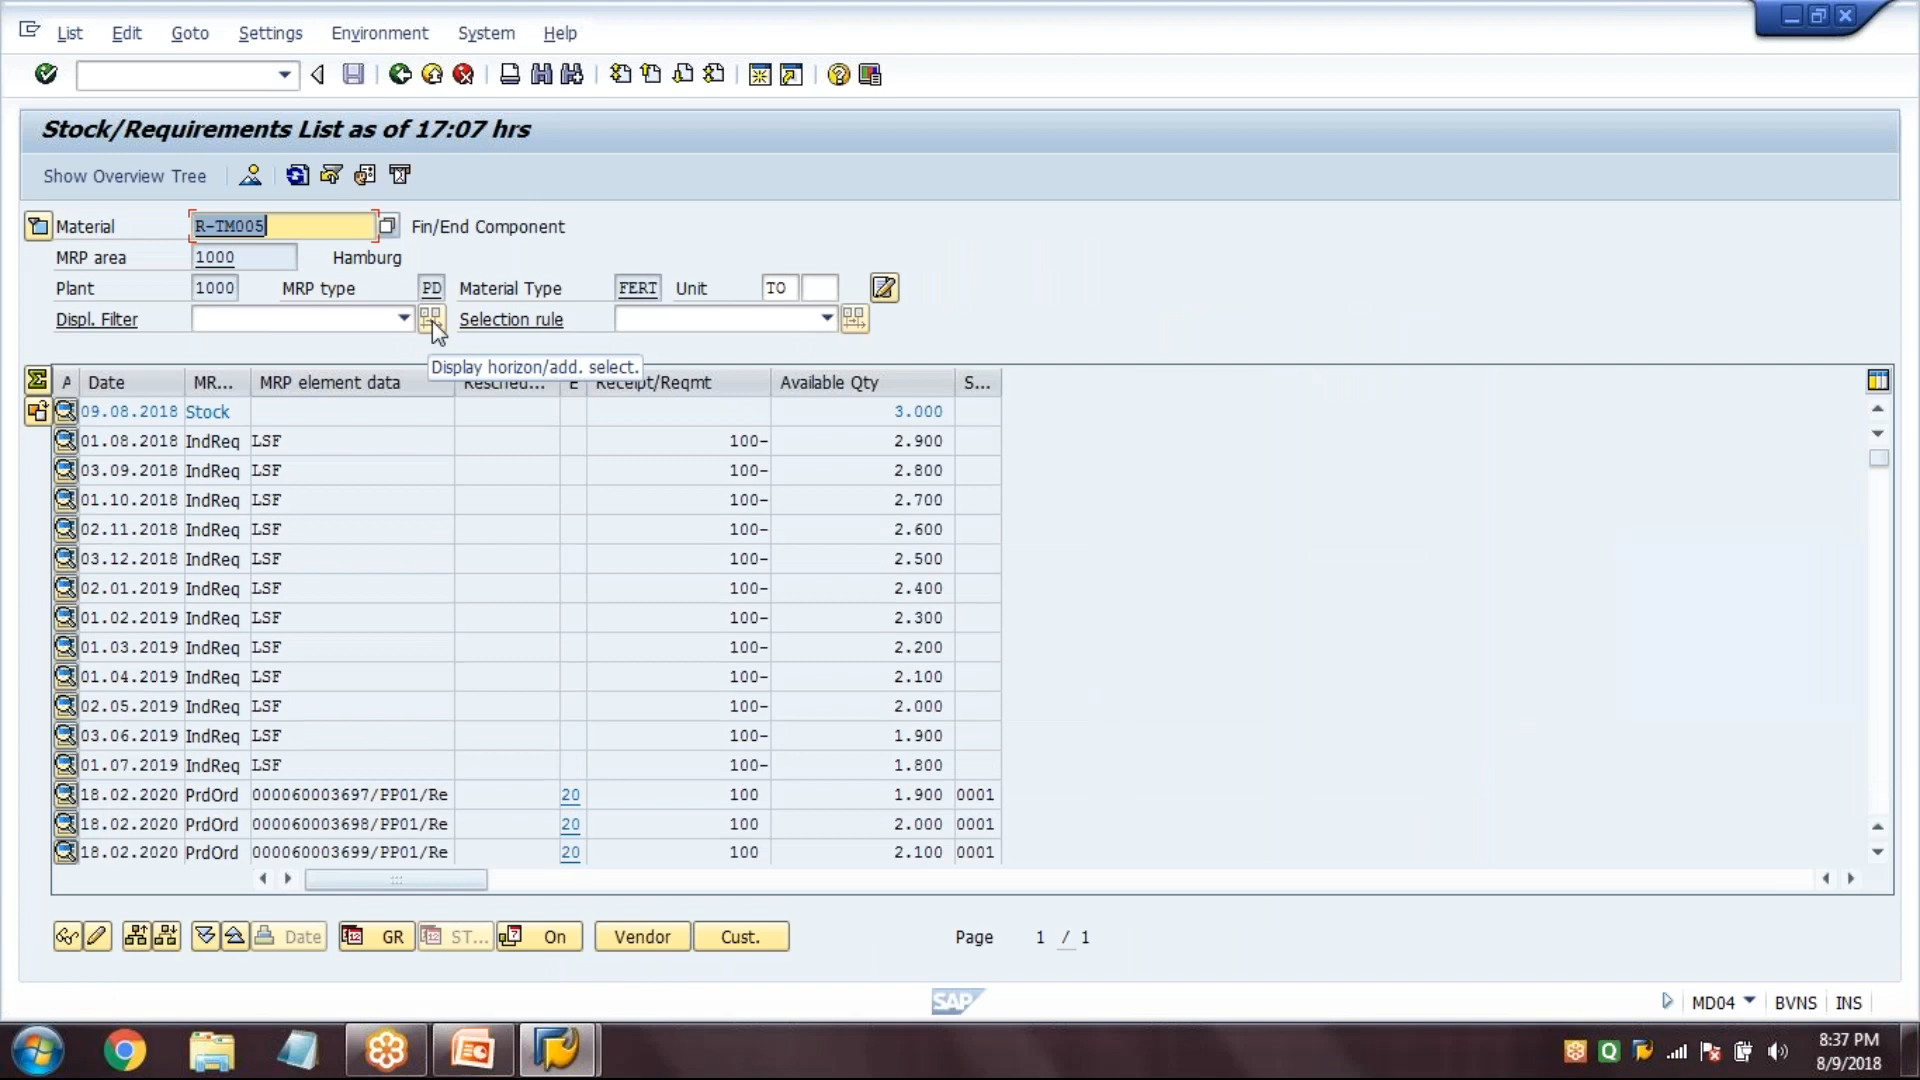 List Edit Goto Settings Environment System Help
Stock/Requirements List as of 17:07 hrs
Show Overview Tree
Material R-TM005 Fin/End Component
MRP area 1000 Hamburg
Plant 1000 MRP type PD Material Type FERT Unit TO
Displ. Filter Selection rule
Display horizon/add. select.
A Date MR... MRP element data Reschedu... E Receipt/Reqmt Available Qty S...
09.08.2018 Stock 3.000
01.08.2018 IndReq LSF 100- 2.900
03.09.2018 IndReq LSF 100- 2.800
01.10.2018 IndReq LSF 100- 2.700
02.11.2018 IndReq LSF 100- 2.600
03.12.2018 IndReq LSF 100- 2.500
02.01.2019 IndReq LSF 100- 2.400
01.02.2019 IndReq LSF 100- 2.300
01.03.2019 IndReq LSF 100- 2.200
01.04.2019 IndReq LSF 100- 2.100
02.05.2019 IndReq LSF 100- 2.000
03.06.2019 IndReq LSF 100- 1.900
01.07.2019 IndReq LSF 100- 1.800
18.02.2020 PrdOrd 000060003697/PP01/Re 20 100 1.900 0001
18.02.2020 PrdOrd 000060003698/PP01/Re 20 100 2.000 0001
18.02.2020 PrdOrd 000060003699/PP01/Re 20 100 2.100 0001
Date GR ST... On Vendor Cust. Page 1 / 1
SAP MD04 BVNS INS
8:37 PM
8/9/2018